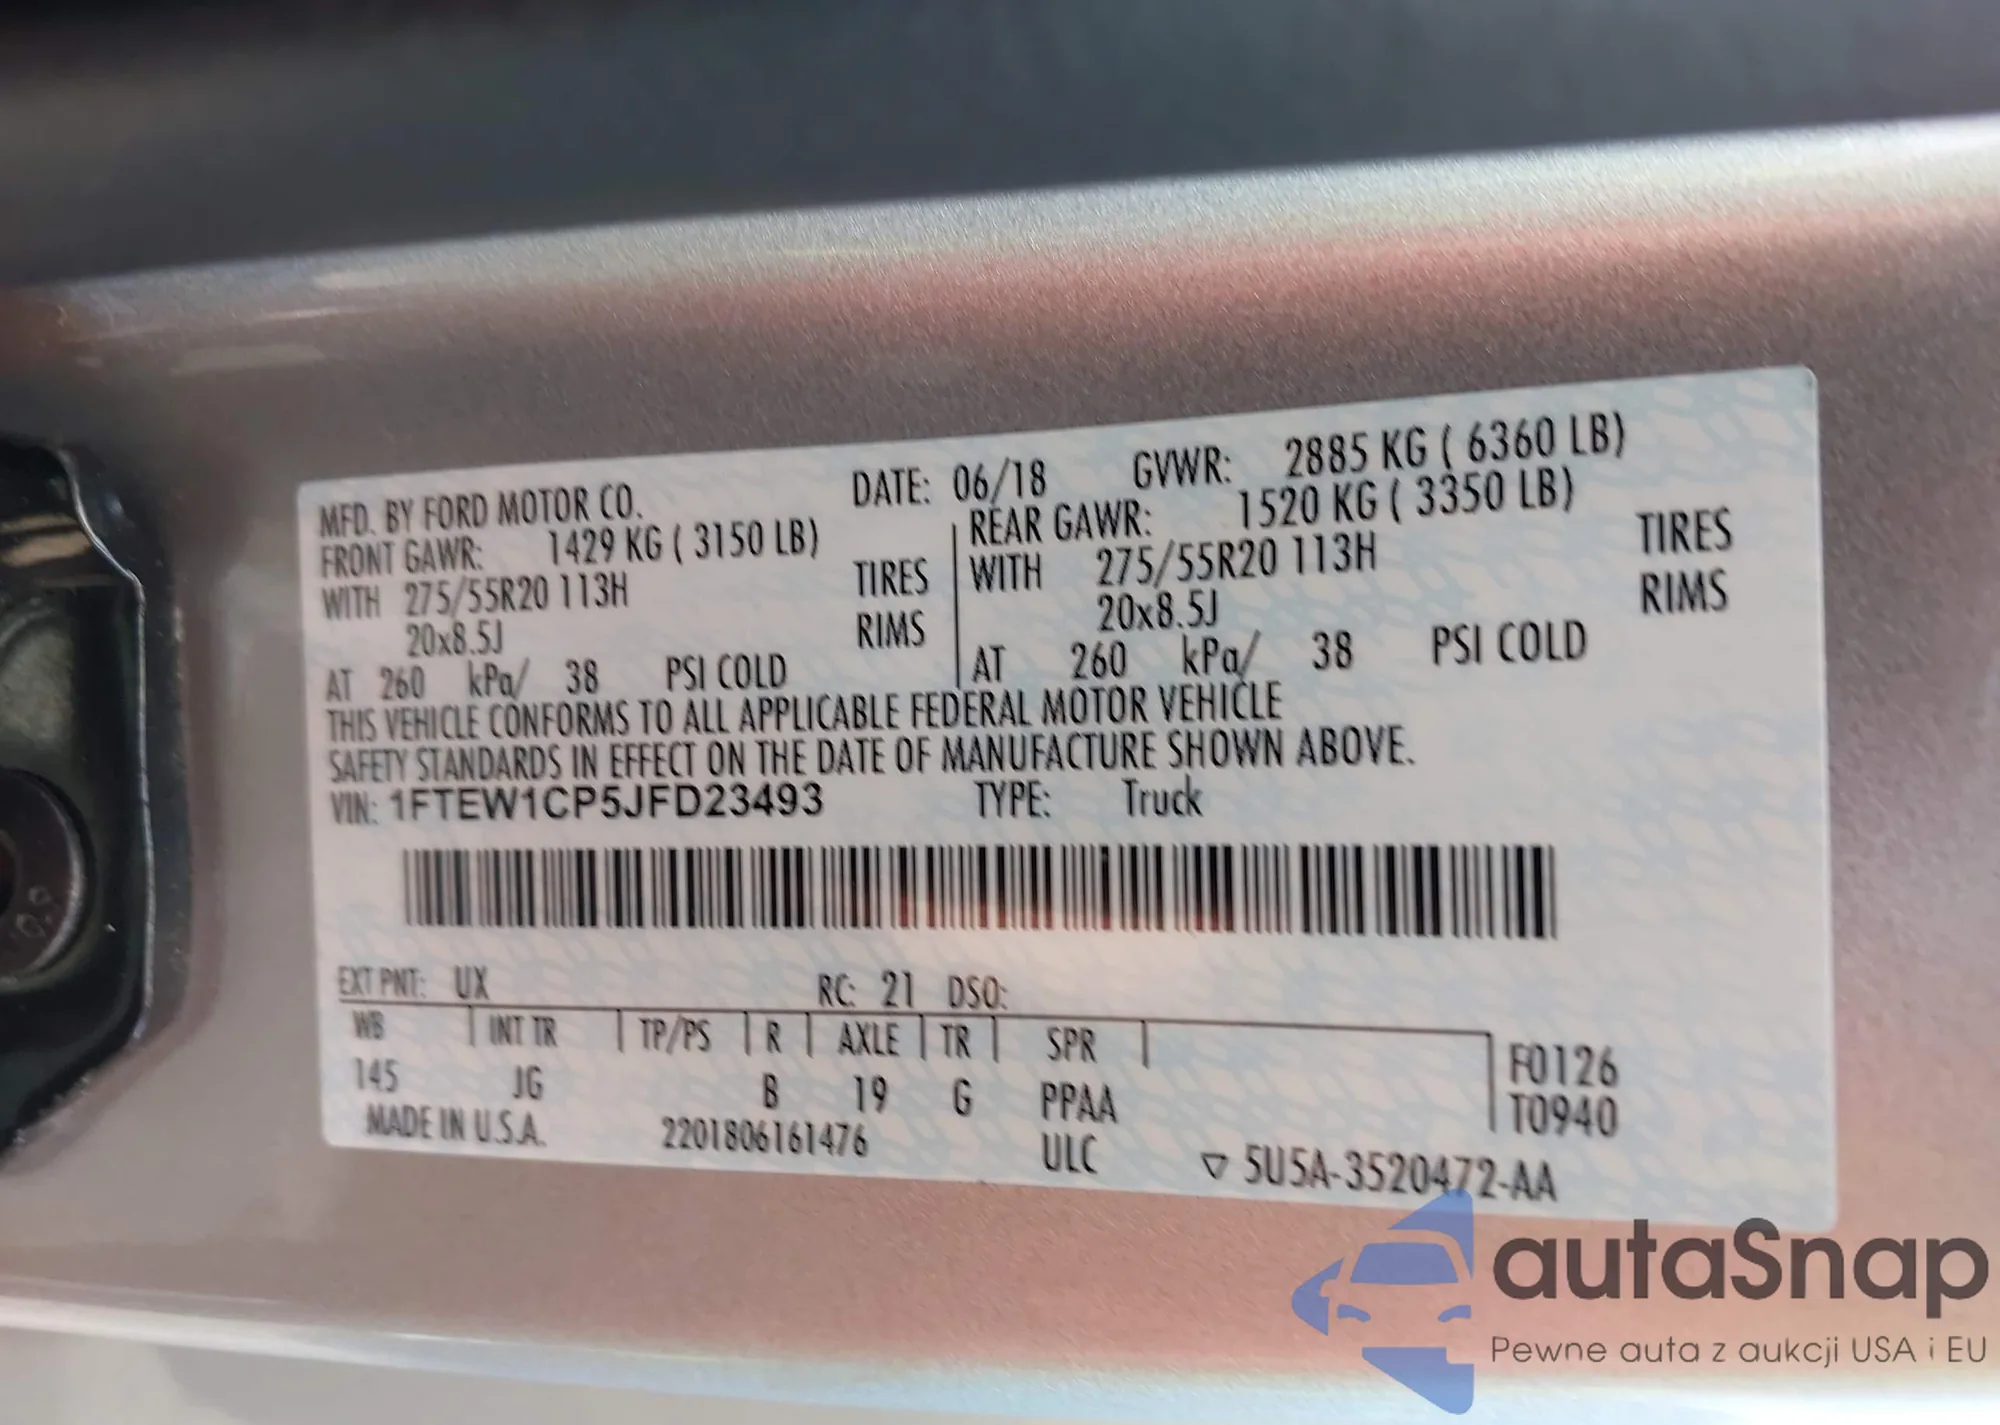 MFD. BY FORD MOTOR CO. DATE: 06/18 GVWR: 2885 KG ( 6360 LB)
FRONT GAWR: 1429 KG ( 3150 LB) REAR GAWR: 1520 KG ( 3350 LB)
WITH 275/55R20 113H TIRES WITH 275/55R20 113H TIRES
20x8.5J RIMS 20x8.5J RIMS
AT 260 kPa/ 38 PSI COLD AT 260 kPa/ 38 PSI COLD
THIS VEHICLE CONFORMS TO ALL APPLICABLE FEDERAL MOTOR VEHICLE
SAFETY STANDARDS IN EFFECT ON THE DATE OF MANUFACTURE SHOWN ABOVE.
VIN: 1FTEW1CP5JFD23493 TYPE: Truck
EXT PNT: UX RC: 21 DSO:
WB INT TR TP/PS R AXLE TR SPR F0126
145 JG B 19 G PPAA T0940
MADE IN U.S.A. 2201806161476 ULC ▽ 5U5A-3520472-AA
autaSnap
Pewne auta z aukcji USA i EU